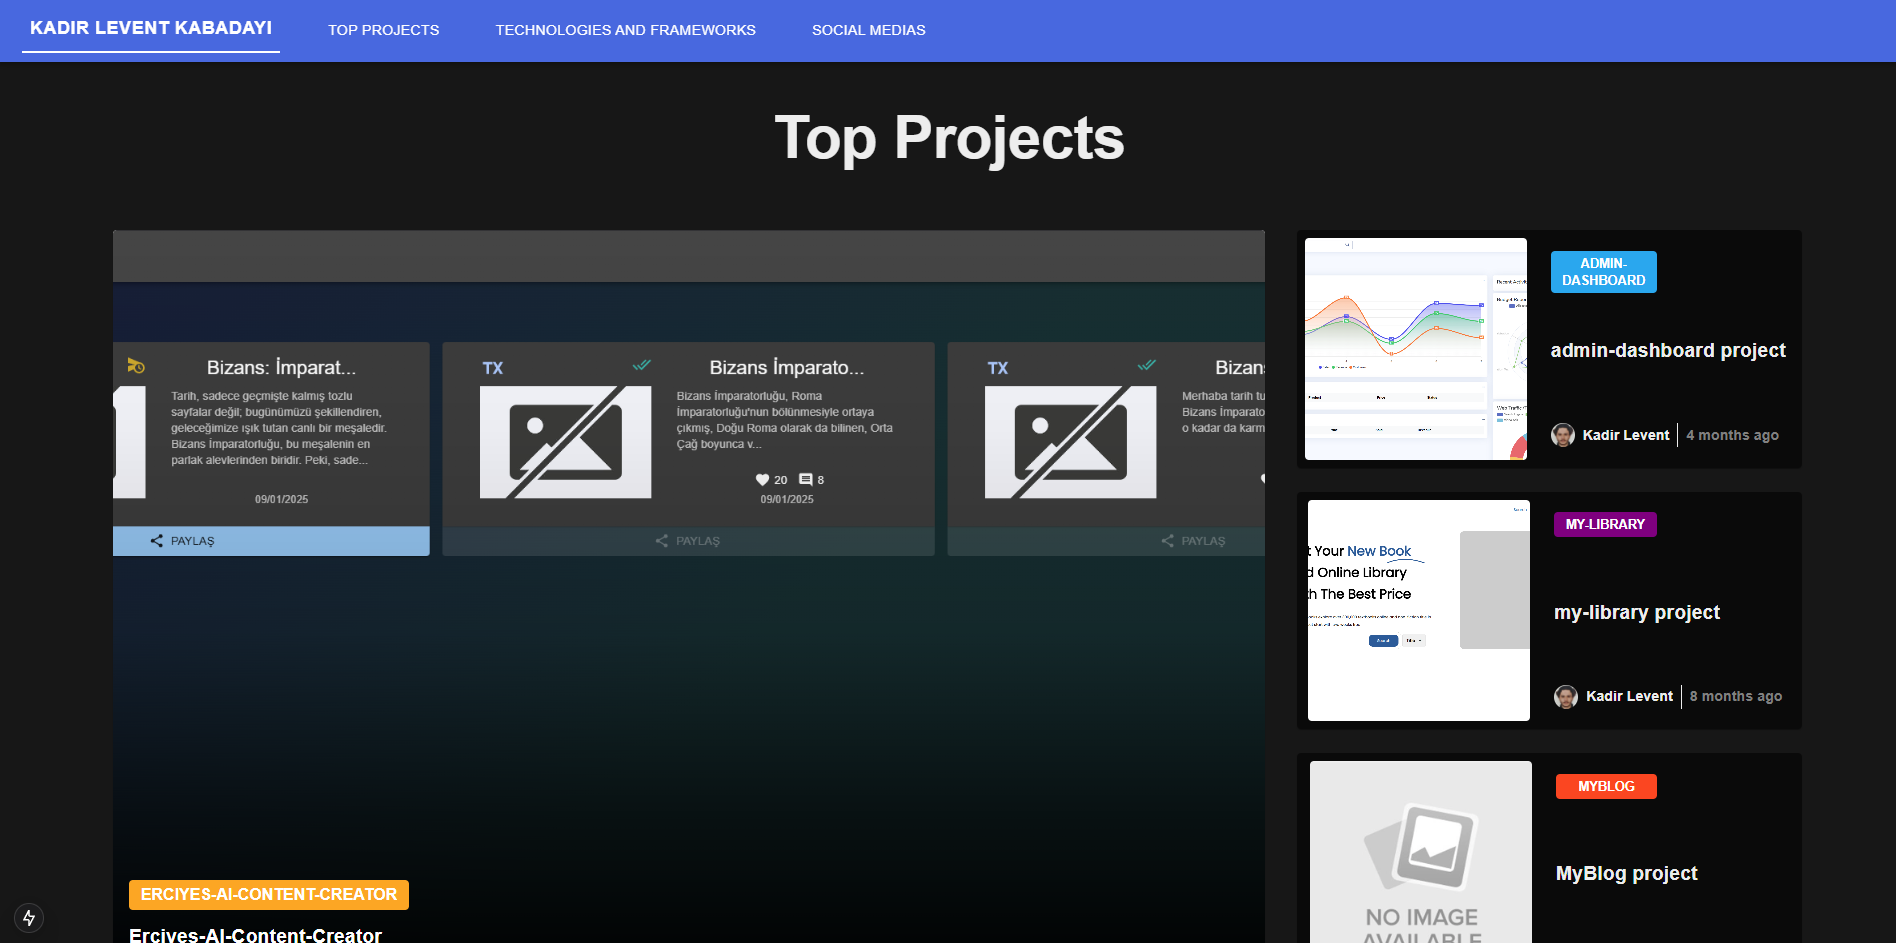 KADIR LEVENT KABADAYI
TOP PROJECTS
TECHNOLOGIES AND FRAMEWORKS
SOCIAL MEDIAS
Top Projects
Bizans: İmparat...
Tarih, sadece geçmişte kalmış tozlu
sayfalar değil; bugünümüzü şekillendiren,
geleceğimize ışık tutan canlı bir meşaledir.
Bizans İmparatorluğu, bu meşalenin en
parlak alevlerinden biridir. Peki, sade...
09/01/2025
PAYLAŞ
TX
Bizans İmparato...
Bizans İmparatorluğu, Roma
İmparatorluğu'nun bölünmesiyle ortaya
çıkmış, Doğu Roma olarak da bilinen, Orta
Çağ boyunca v...
20
8
09/01/2025
PAYLAŞ
TX
Bizans
Merhaba tarih tu
Bizans İmparato
o kadar da karm
PAYLAŞ
ERCIYES-AI-CONTENT-CREATOR
Erciyes-AI-Content-Creator
Recent Activi
ADMIN-
DASHBOARD
admin-dashboard project
Kadir Levent
4 months ago
t Your New Book
d Online Library
th The Best Price
Search
MY-LIBRARY
my-library project
Kadir Levent
8 months ago
NO IMAGE
AVAILABLE
MYBLOG
MyBlog project